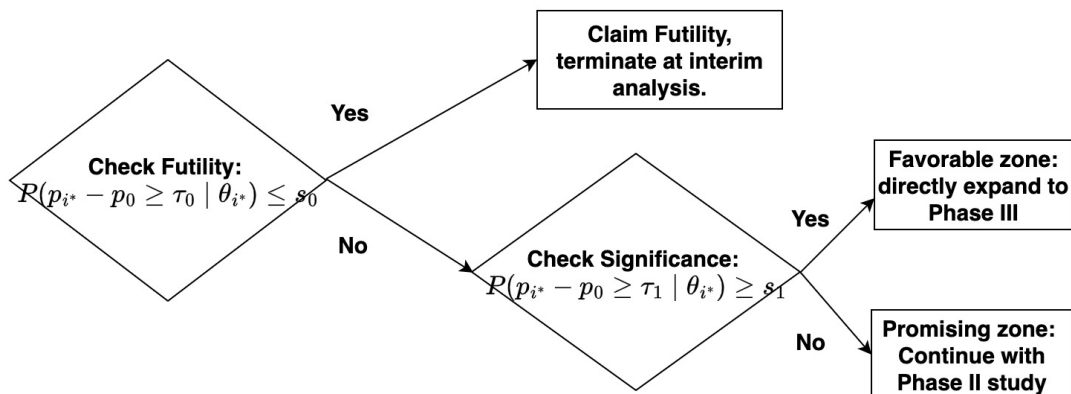 Claim Futility,
terminate at interim
analysis.
Yes
Check Futility:
P(p_{i*} − p_0 ≥ τ_0 | θ_{i*}) ≤ s_0
No
Favorable zone:
directly expand to
Phase III
Yes
Check Significance:
P(p_{i*} − p_0 ≥ τ_1 | θ_{i*}) ≥ s_1
No
Promising zone:
Continue with
Phase II study